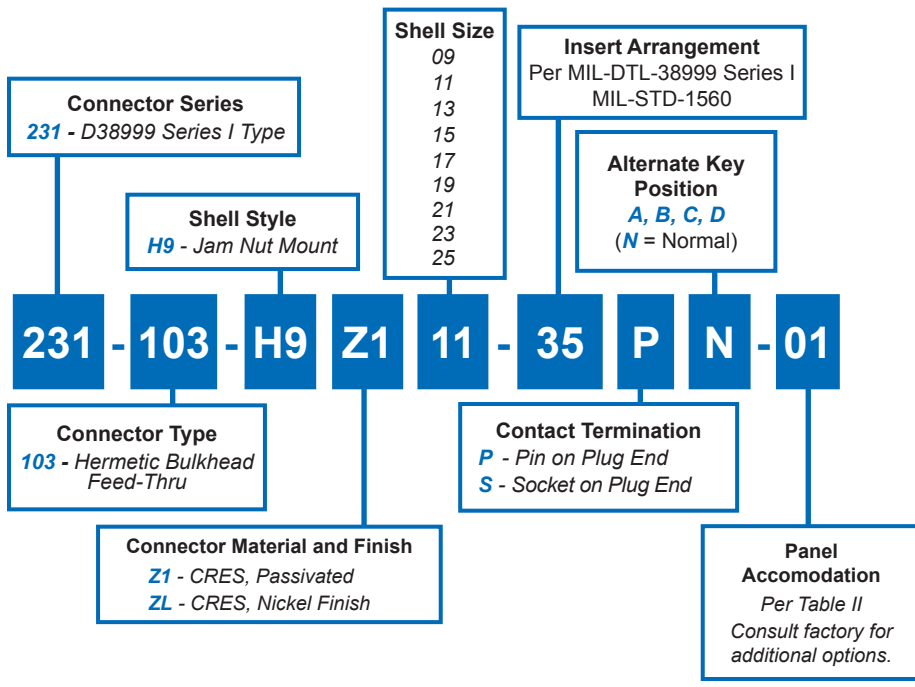 Shell Size
09
11
13
15
17
19
21
23
25
Insert Arrangement
Per MIL-DTL-38999 Series I
MIL-STD-1560
Connector Series
231 - D38999 Series I Type
Alternate Key
Position
A, B, C, D
(N = Normal)
Shell Style
H9 - Jam Nut Mount
231 - 103 - H9 Z1 11 - 35 P N - 01
Connector Type
103 - Hermetic Bulkhead
Feed-Thru
Contact Termination
P - Pin on Plug End
S - Socket on Plug End
Connector Material and Finish
Z1 - CRES, Passivated
ZL - CRES, Nickel Finish
Panel
Accomodation
Per Table II
Consult factory for
additional options.